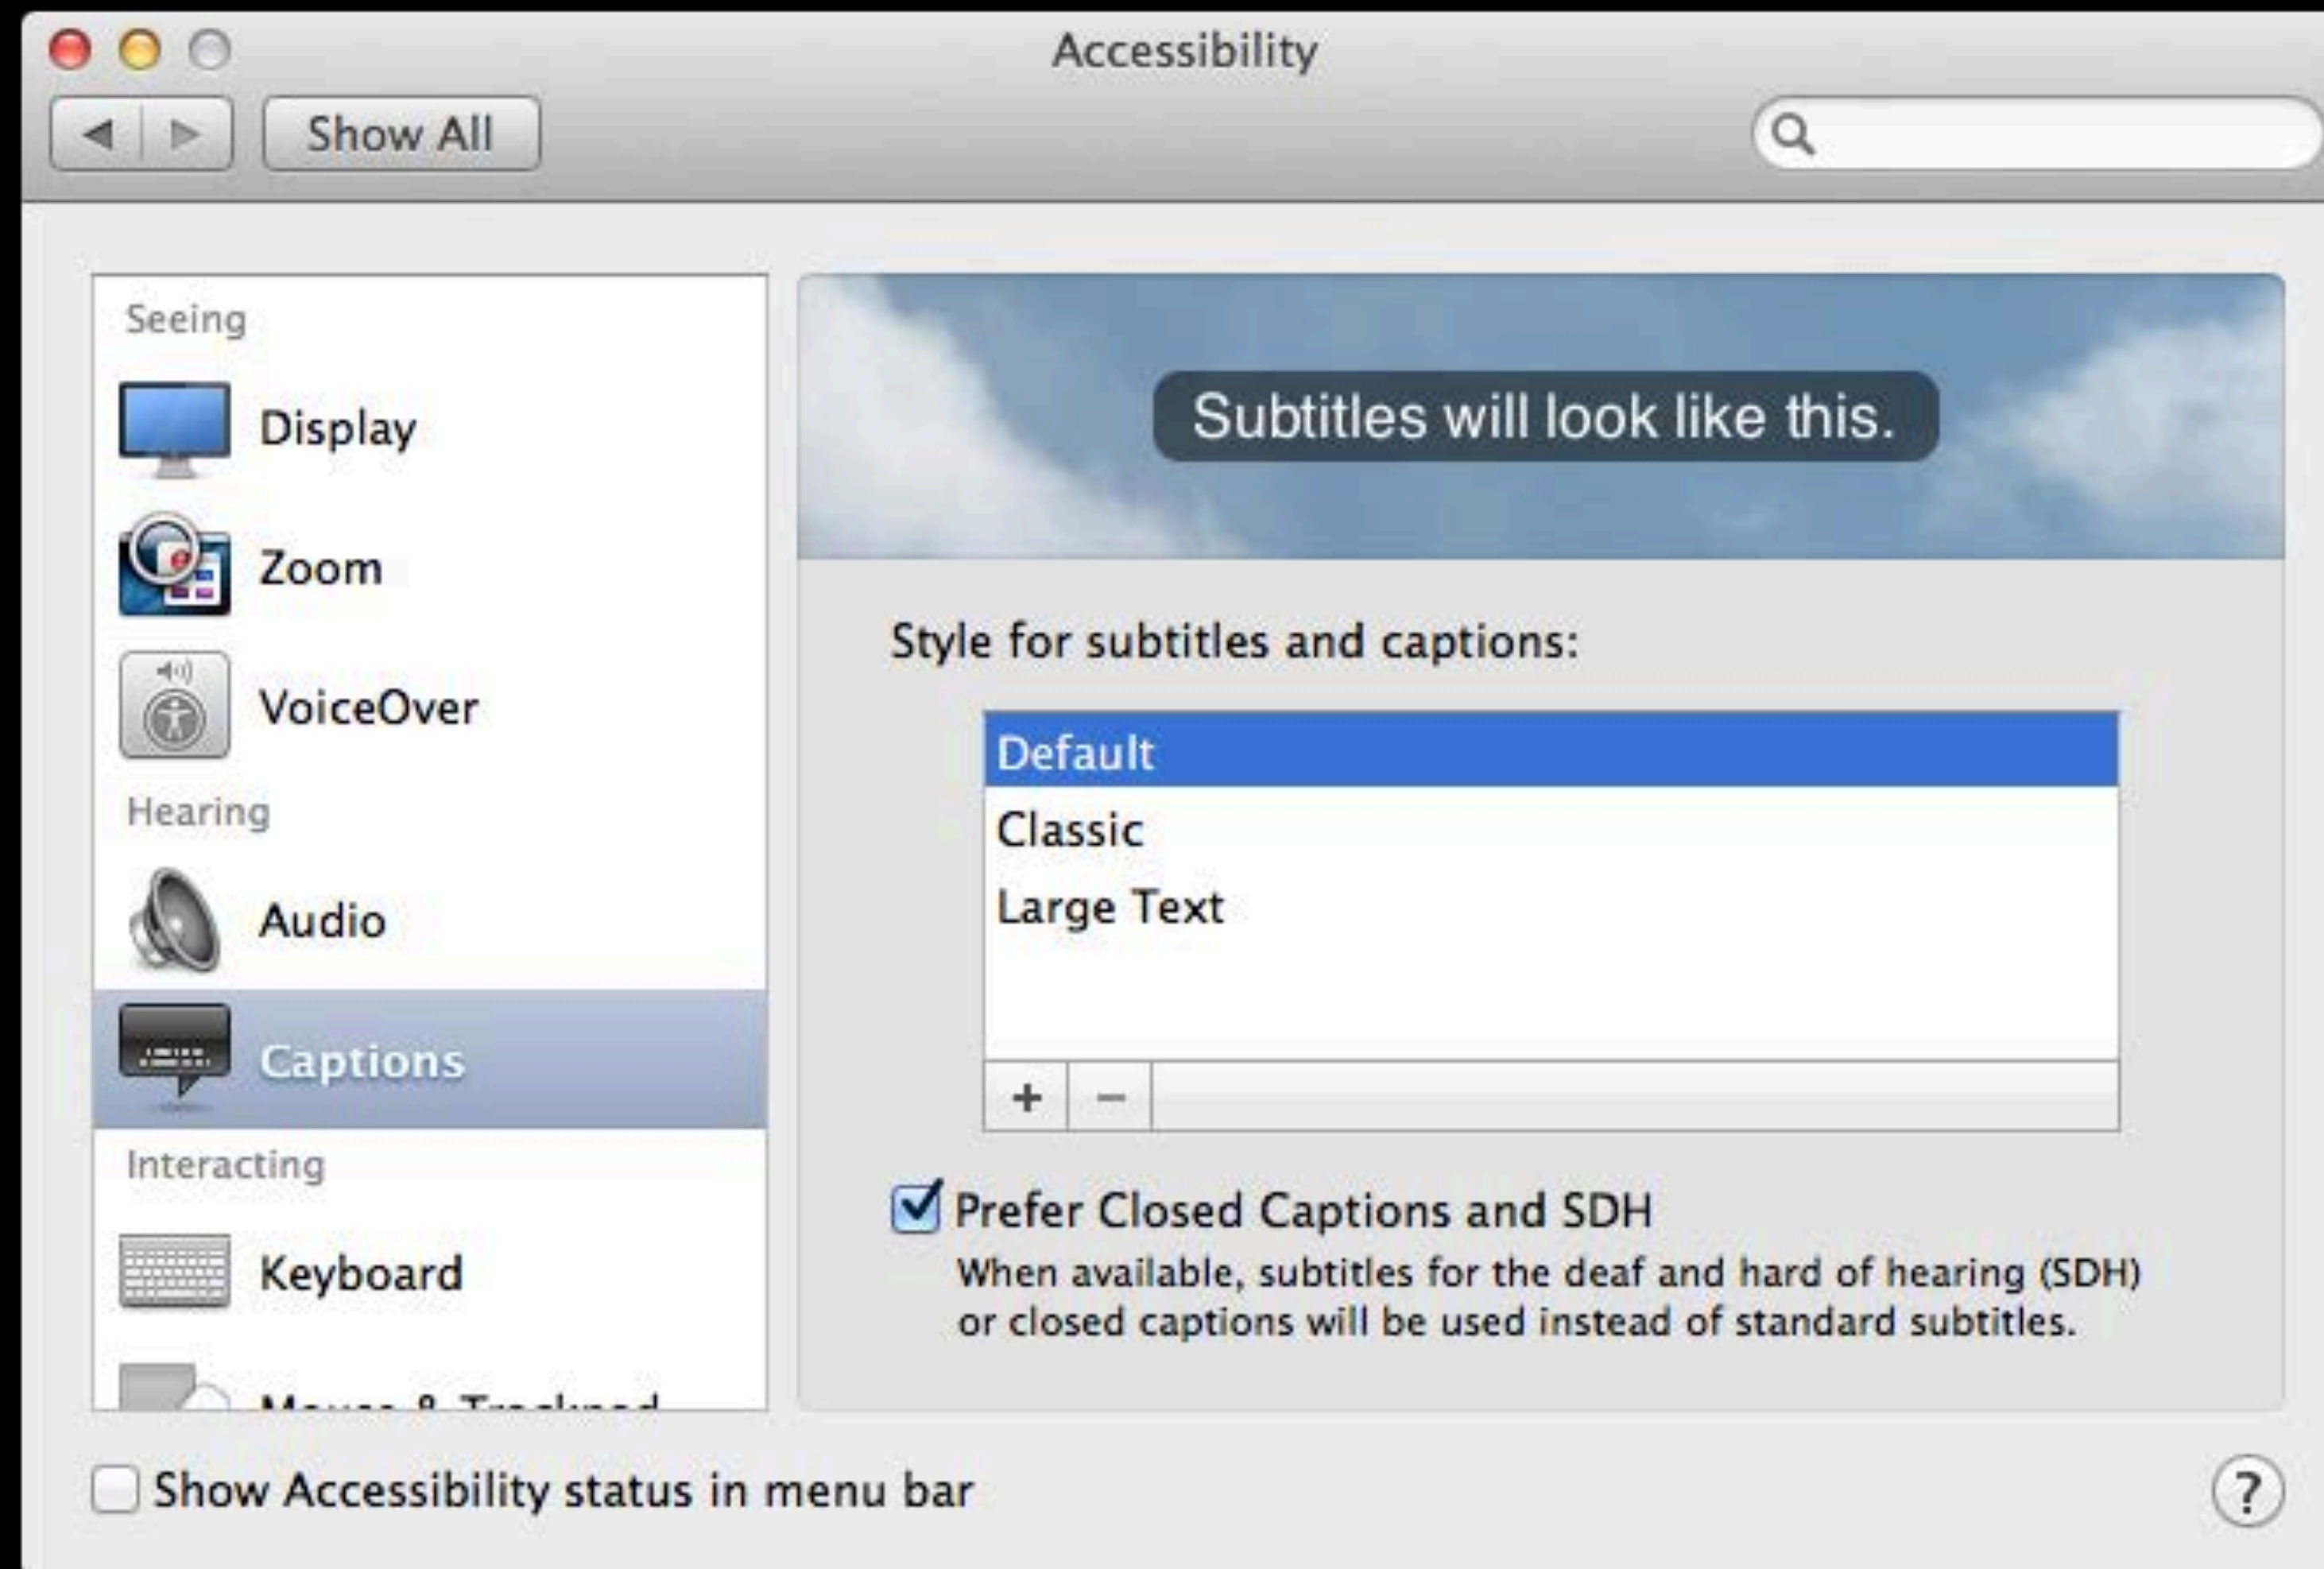 Accessibility
Show All
Seeing
Display
Zoom
VoiceOver
Hearing
Audio
Captions
Interacting
Keyboard
Mouse & Trackpad
Subtitles will look like this.
Style for subtitles and captions:
Default
Classic
Large Text
+ −
Prefer Closed Captions and SDH
When available, subtitles for the deaf and hard of hearing (SDH)
or closed captions will be used instead of standard subtitles.
Show Accessibility status in menu bar
?